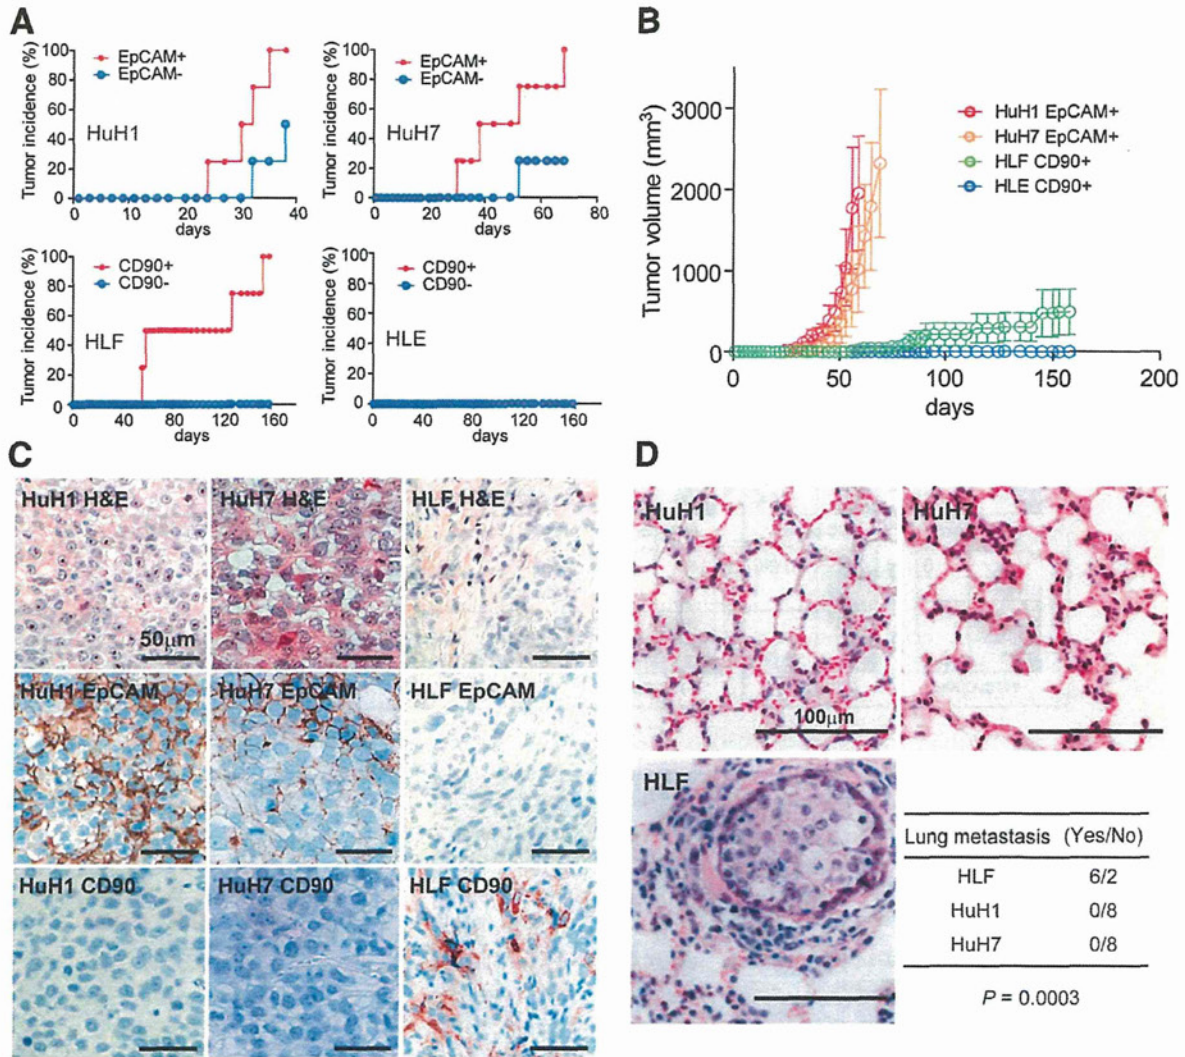 A
Tumor incidence (%)
100
80
60
40
20
0
EpCAM+
EpCAM-
HuH1
0 10 20 30 40
days
Tumor incidence (%)
100
80
60
40
20
0
EpCAM+
EpCAM-
HuH7
0 20 40 60 80
days
Tumor incidence (%)
100
80
60
40
20
0
CD90+
CD90-
HLF
0 40 80 120 160
days
Tumor incidence (%)
100
80
60
40
20
0
CD90+
CD90-
HLE
0 40 80 120 160
days
B
Tumor volume (mm3)
3000
2000
1000
0
HuH1 EpCAM+
HuH7 EpCAM+
HLF CD90+
HLE CD90+
0 50 100 150 200
days
C
HuH1 H&E
50µm
HuH7 H&E
HLF H&E
HuH1 EpCAM
HuH7 EpCAM
HLF EpCAM
HuH1 CD90
HuH7 CD90
HLF CD90
D
HuH1
100µm
HuH7
HLF
Lung metastasis (Yes/No)
HLF 6/2
HuH1 0/8
HuH7 0/8
P = 0.0003